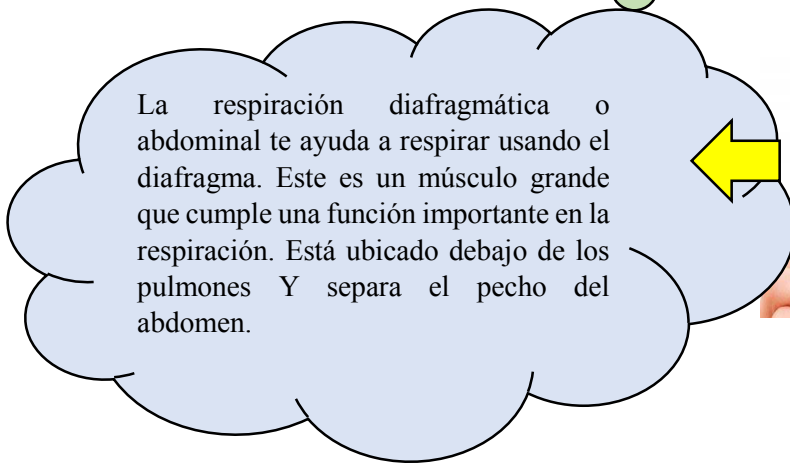 La respiración diafragmática o
abdominal te ayuda a respirar usando el
diafragma. Este es un músculo grande
que cumple una función importante en la
respiración. Está ubicado debajo de los
pulmones Y separa el pecho del
abdomen.